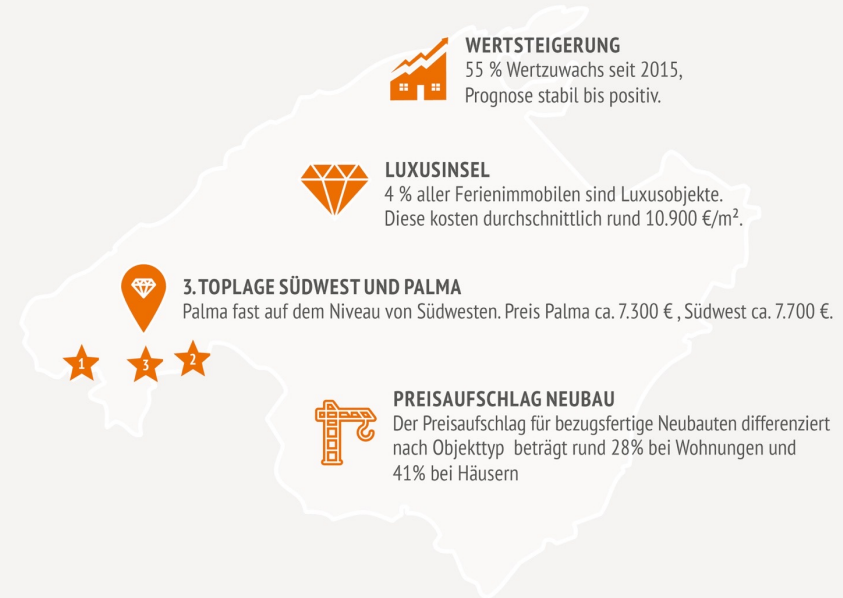 WERTSTEIGERUNG
55 % Wertzuwachs seit 2015,
Prognose stabil bis positiv.
LUXUSINSEL
4 % aller Ferienimmobilen sind Luxusobjekte.
Diese kosten durchschnittlich rund 10.900 €/m².
3. TOPLAGE SÜDWEST UND PALMA
Palma fast auf dem Niveau von Südwesten. Preis Palma ca. 7.300 € , Südwest ca. 7.700 €.
1 3 2
PREISAUFSCHLAG NEUBAU
Der Preisaufschlag für bezugsfertige Neubauten differenziert
nach Objekttyp beträgt rund 28% bei Wohnungen und
41% bei Häusern